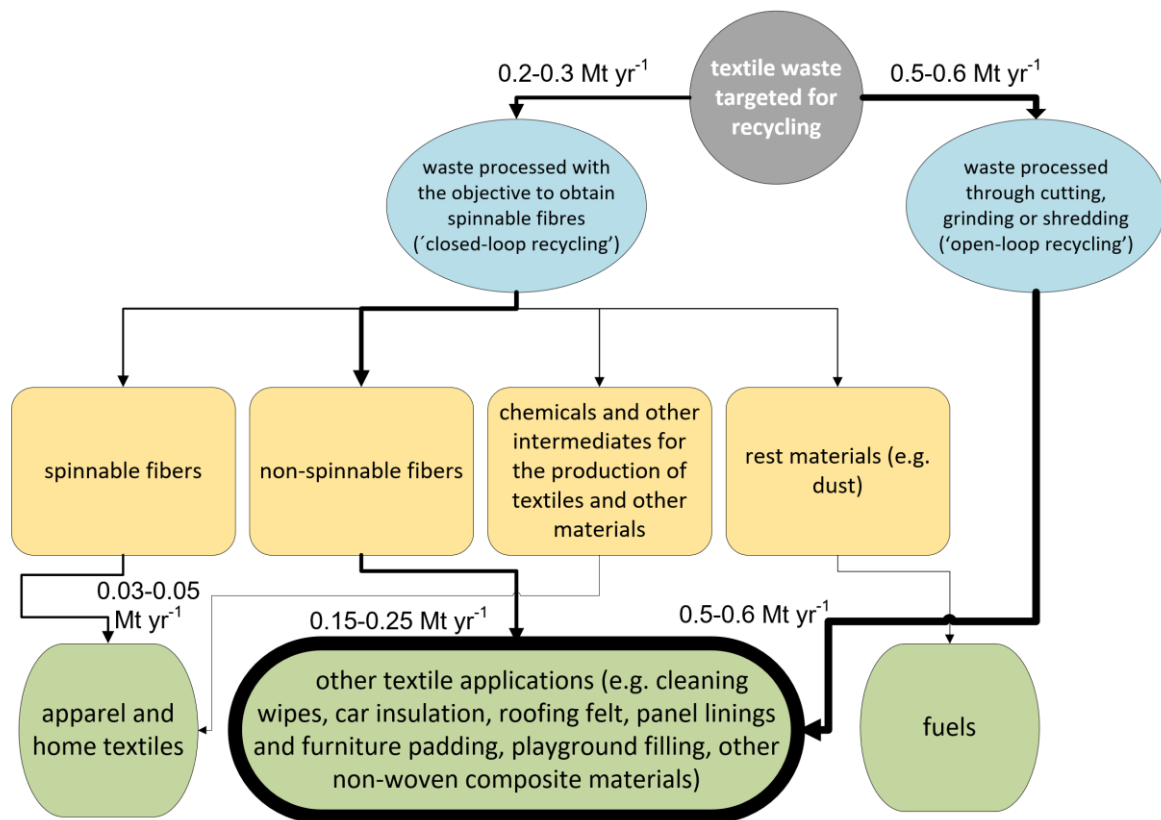 0.2-0.3 Mt yr⁻¹
textile waste
targeted for
recycling
0.5-0.6 Mt yr⁻¹
waste processed with
the objective to obtain
spinnable fibres
(´closed-loop recycling’)
waste processed
through cutting,
grinding or shredding
(‘open-loop recycling’)
spinnable fibers
non-spinnable fibers
chemicals and other
intermediates for
the production of
textiles and other
materials
rest materials (e.g.
dust)
0.03-0.05
Mt yr⁻¹
0.15-0.25 Mt yr⁻¹
0.5-0.6 Mt yr⁻¹
apparel and
home textiles
other textile applications (e.g. cleaning
wipes, car insulation, roofing felt, panel linings
and furniture padding, playground filling, other
non-woven composite materials)
fuels